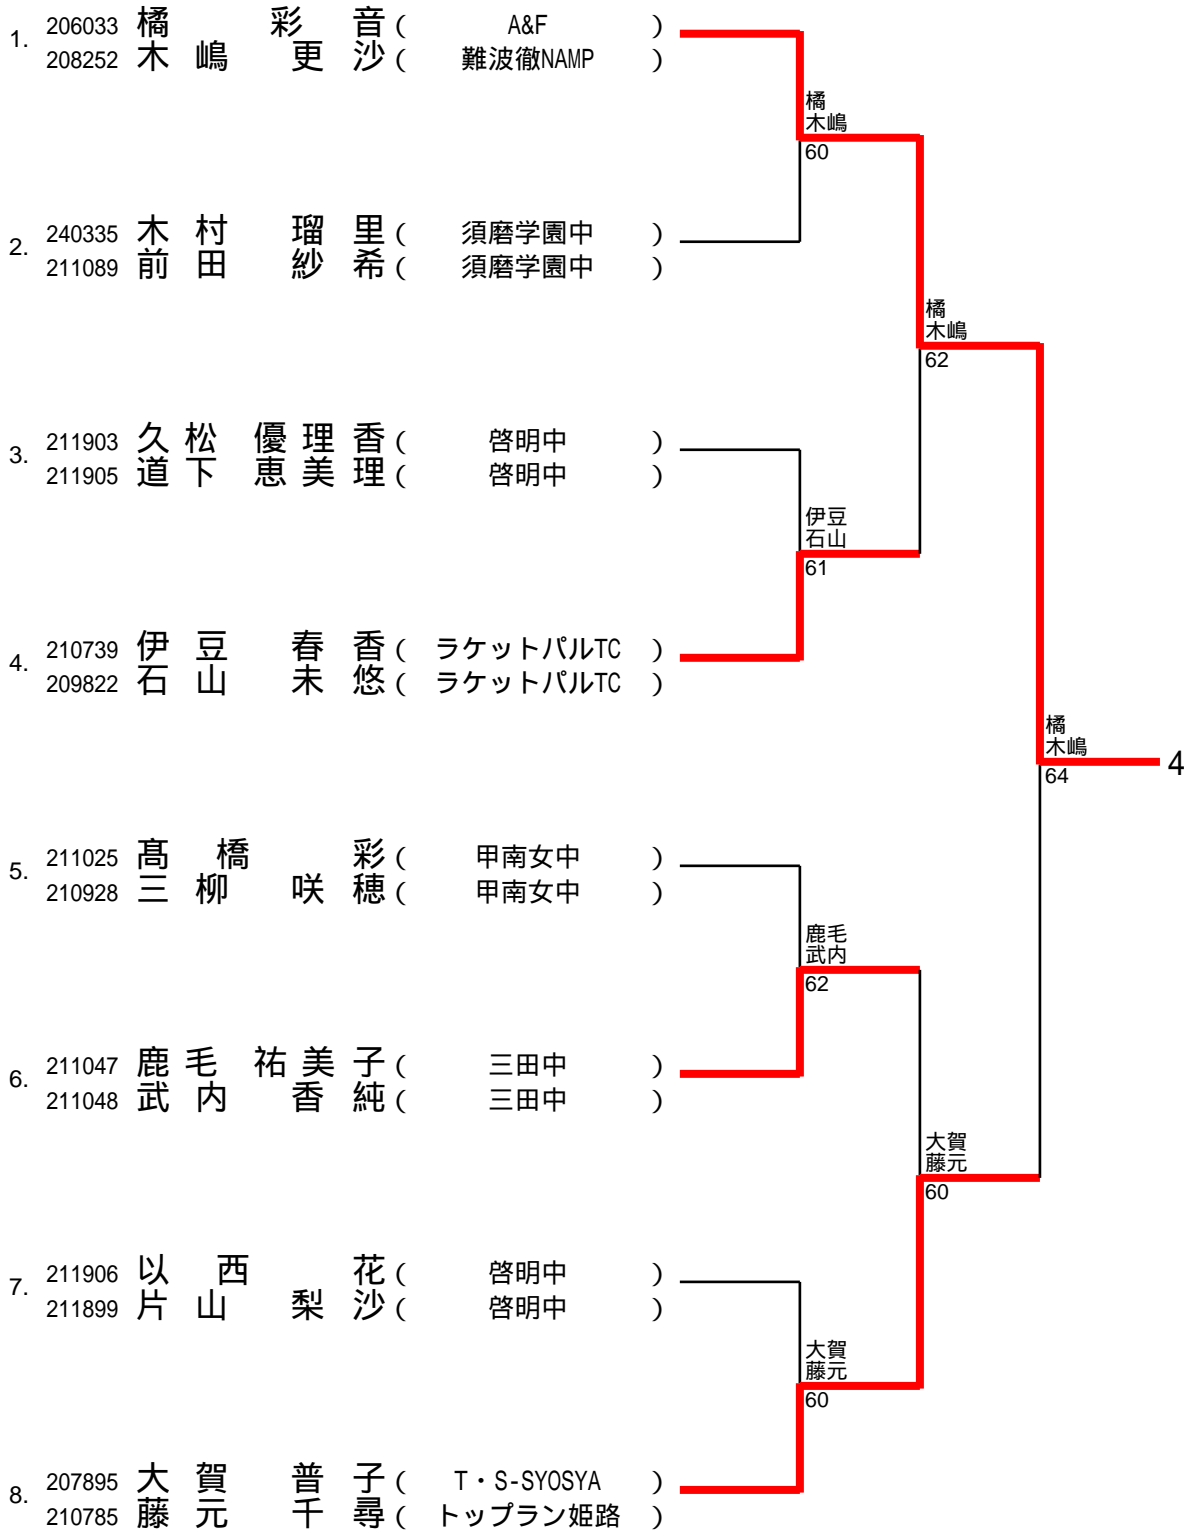 1. 206033 橘 彩 音 ( A&F )
208252 木 嶋 更 沙 ( 難波徹NAMP )
橘
木嶋
60
2. 240335 木 村 瑠 里 ( 須磨学園中 )
211089 前 田 紗 希 ( 須磨学園中 )
橘
木嶋
62
3. 211903 久 松 優 理 香 ( 啓明中 )
211905 道 下 恵 美 理 ( 啓明中 )
伊豆
石山
61
4. 210739 伊 豆 春 香 ( ラケットパルTC )
209822 石 山 未 悠 ( ラケットパルTC )
橘
木嶋
64
4
5. 211025 髙 橋 彩 ( 甲南女中 )
210928 三 柳 咲 穂 ( 甲南女中 )
鹿毛
武内
62
6. 211047 鹿 毛 祐 美 子 ( 三田中 )
211048 武 内 香 純 ( 三田中 )
大賀
藤元
60
7. 211906 以 西 花 ( 啓明中 )
211899 片 山 梨 沙 ( 啓明中 )
大賀
藤元
60
8. 207895 大 賀 普 子 ( T・S-SYOSYA )
210785 藤 元 千 尋 ( トップラン姫路 )